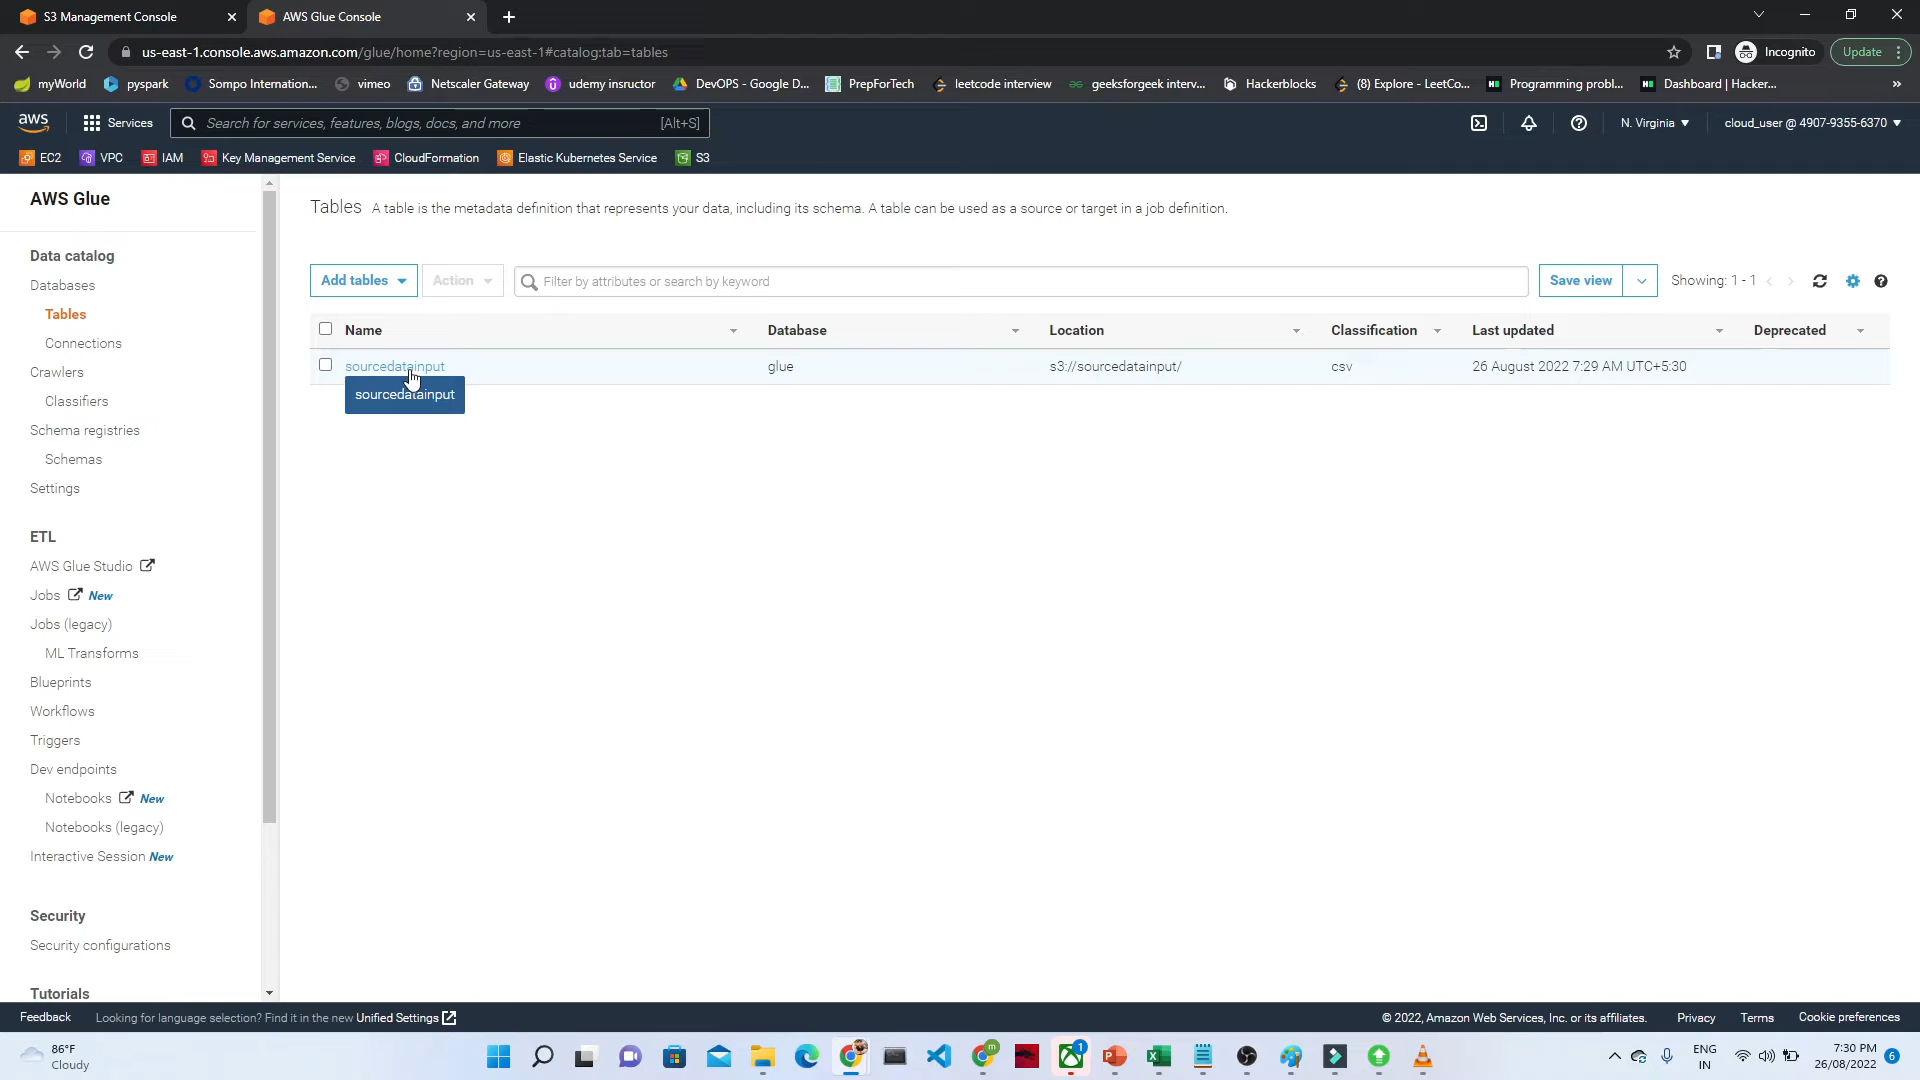 S3 Management Console
AWS Glue Console
us-east-1.console.aws.amazon.com/glue/home?region=us-east-1#catalog:tab=tables
Incognito
Update
myWorld
pyspark
Sompo Internation...
vimeo
Netscaler Gateway
udemy insructor
DevOPS - Google D...
PrepForTech
leetcode interview
geeksforgeek interv...
Hackerblocks
(8) Explore - LeetCo...
Programming probl...
Dashboard | Hacker...
»
aws
Services
Search for services, features, blogs, docs, and more
[Alt+S]
N. Virginia
cloud_user @ 4907-9355-6370
EC2
VPC
IAM
Key Management Service
CloudFormation
Elastic Kubernetes Service
S3
AWS Glue
Data catalog
Databases
Tables
Connections
Crawlers
Classifiers
Schema registries
Schemas
Settings
ETL
AWS Glue Studio
Jobs New
Jobs (legacy)
ML Transforms
Blueprints
Workflows
Triggers
Dev endpoints
Notebooks New
Notebooks (legacy)
Interactive Session New
Security
Security configurations
Tutorials
Tables A table is the metadata definition that represents your data, including its schema. A table can be used as a source or target in a job definition.
Add tables
Action
Filter by attributes or search by keyword
Save view
Showing: 1 - 1
Name Database Location Classification Last updated Deprecated
sourcedatainput glue s3://sourcedatainput/ csv 26 August 2022 7:29 AM UTC+5:30
sourcedatainput
Feedback
Looking for language selection? Find it in the new Unified Settings
© 2022, Amazon Web Services, Inc. or its affiliates.
Privacy
Terms
Cookie preferences
86°F
Cloudy
m
1
ENG
IN
7:30 PM
26/08/2022
6